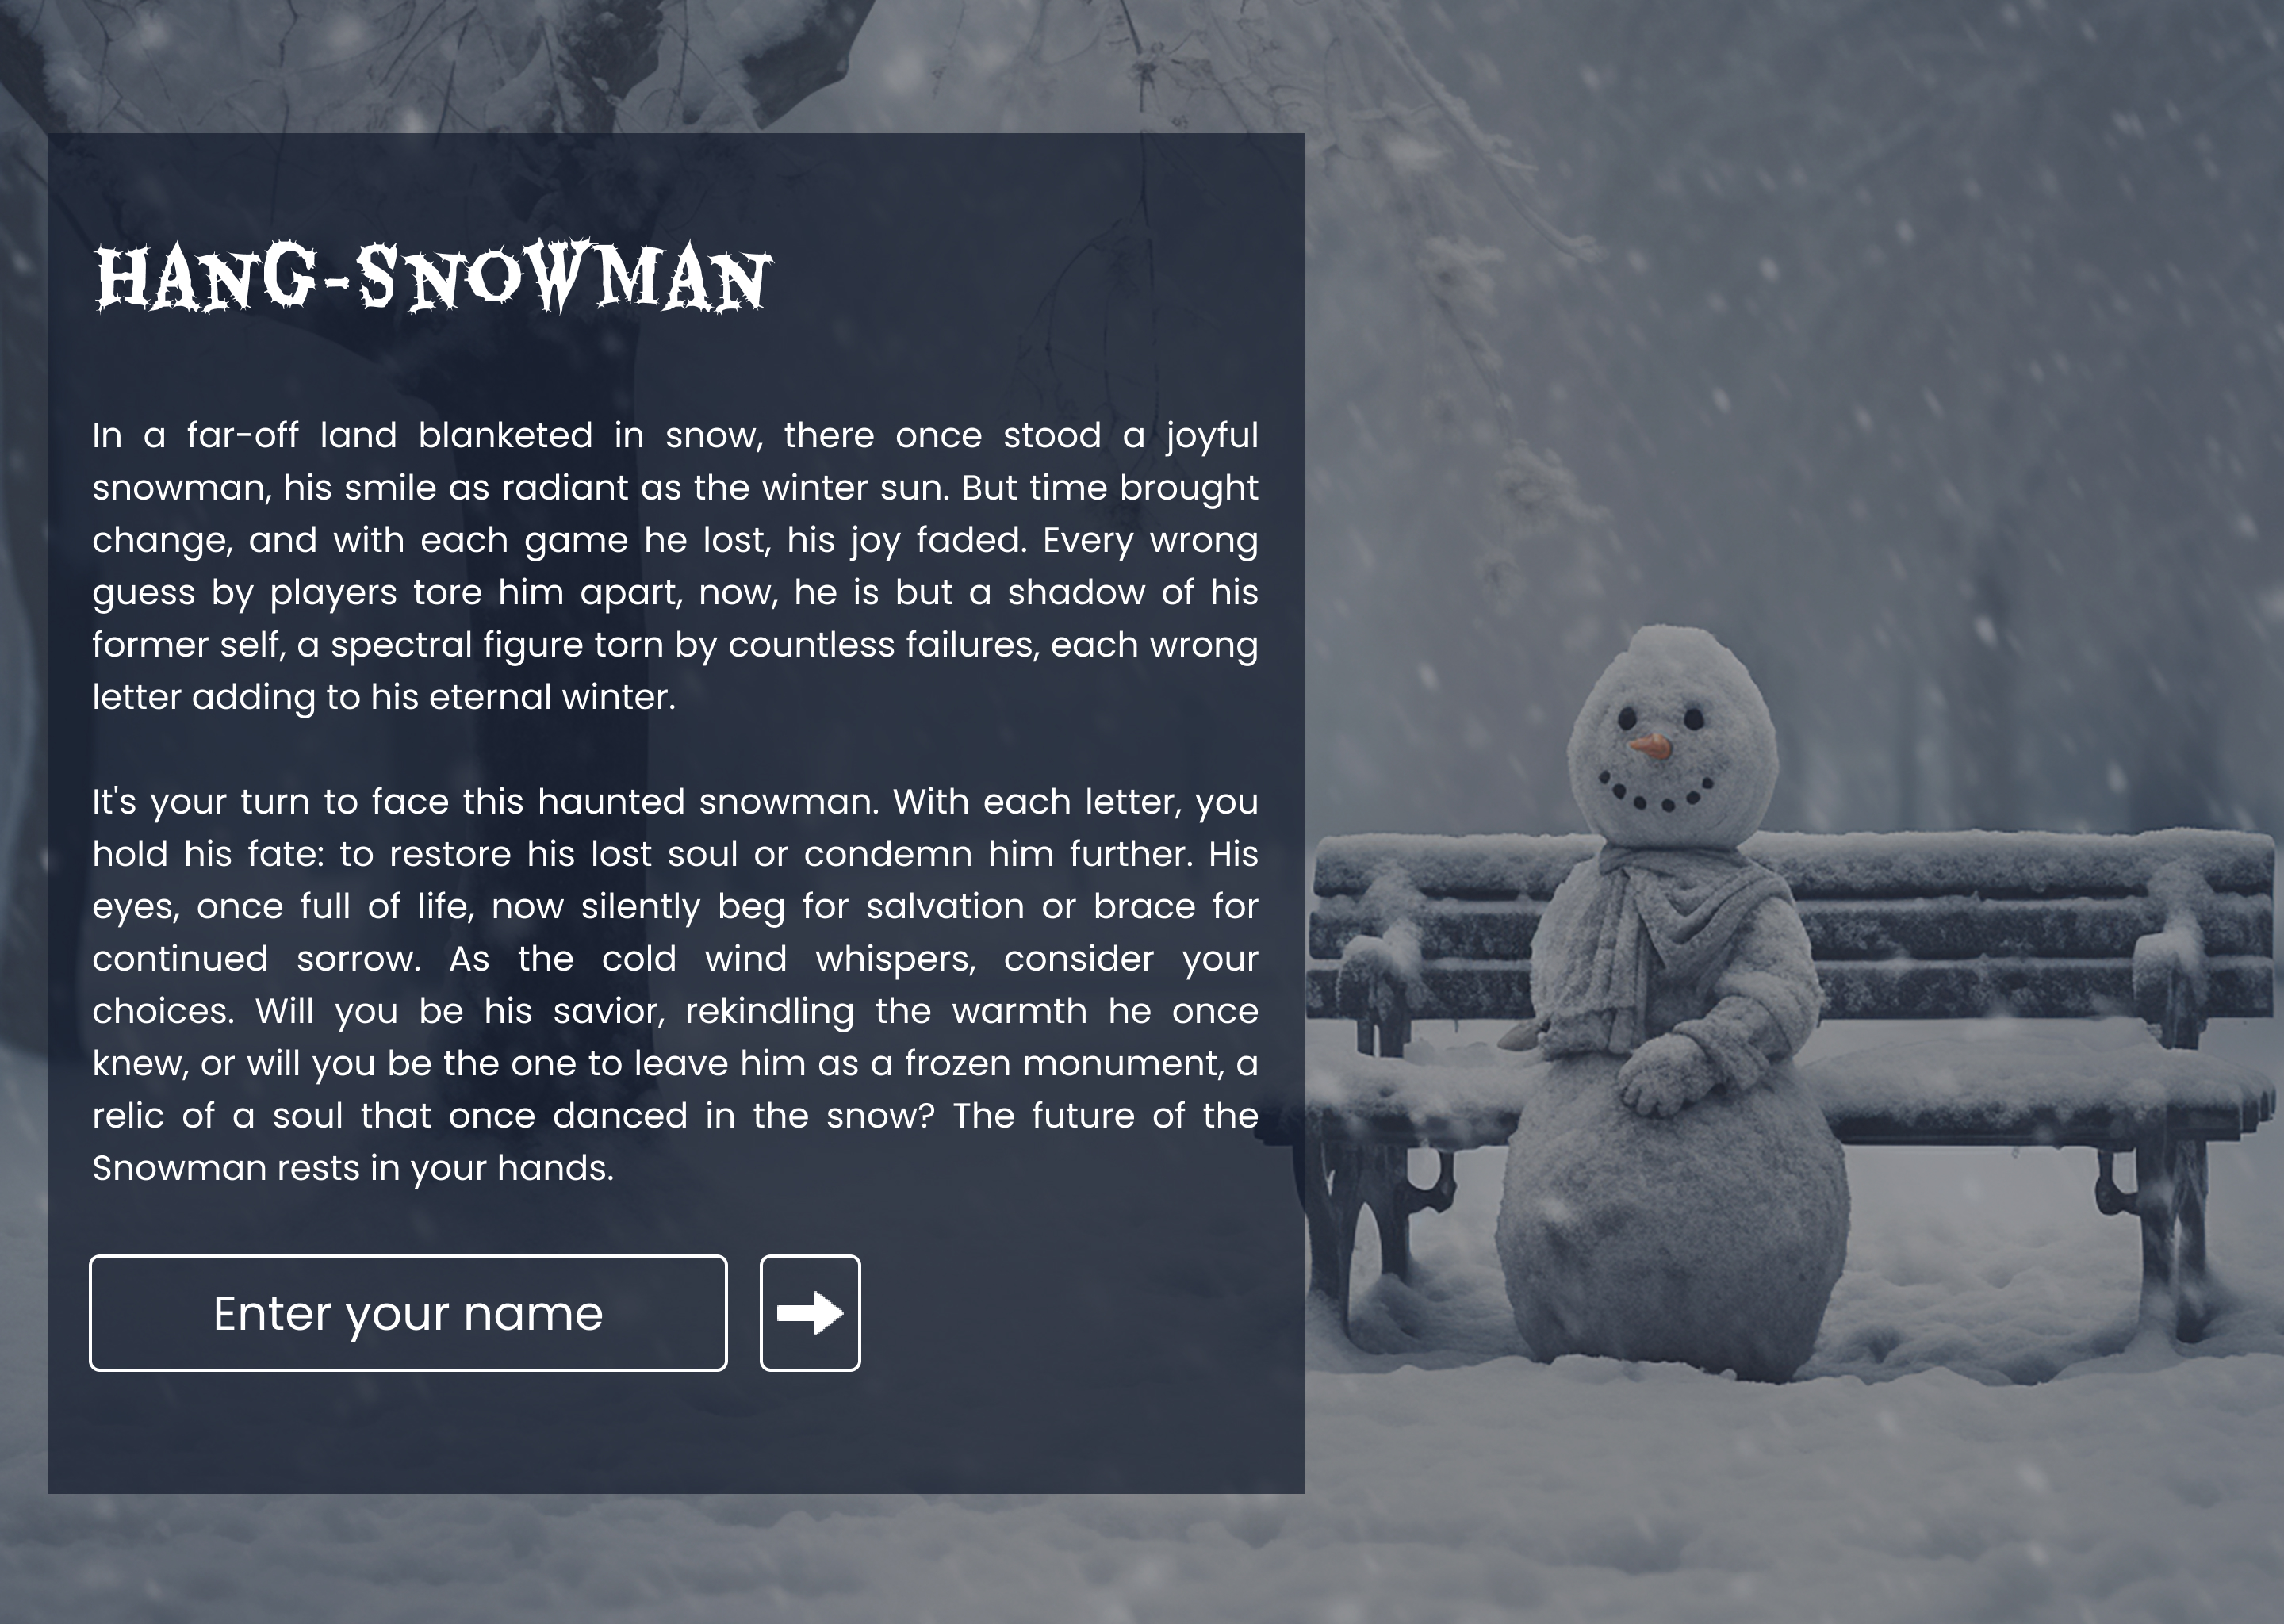 HANG-SNOWMAN
In a far-off land blanketed in snow, there once stood a joyful
snowman, his smile as radiant as the winter sun. But time brought
change, and with each game he lost, his joy faded. Every wrong
guess by players tore him apart, now, he is but a shadow of his
former self, a spectral figure torn by countless failures, each wrong
letter adding to his eternal winter.
It's your turn to face this haunted snowman. With each letter, you
hold his fate: to restore his lost soul or condemn him further. His
eyes, once full of life, now silently beg for salvation or brace for
continued sorrow. As the cold wind whispers, consider your
choices. Will you be his savior, rekindling the warmth he once
knew, or will you be the one to leave him as a frozen monument, a
relic of a soul that once danced in the snow? The future of the
Snowman rests in your hands.
Enter your name